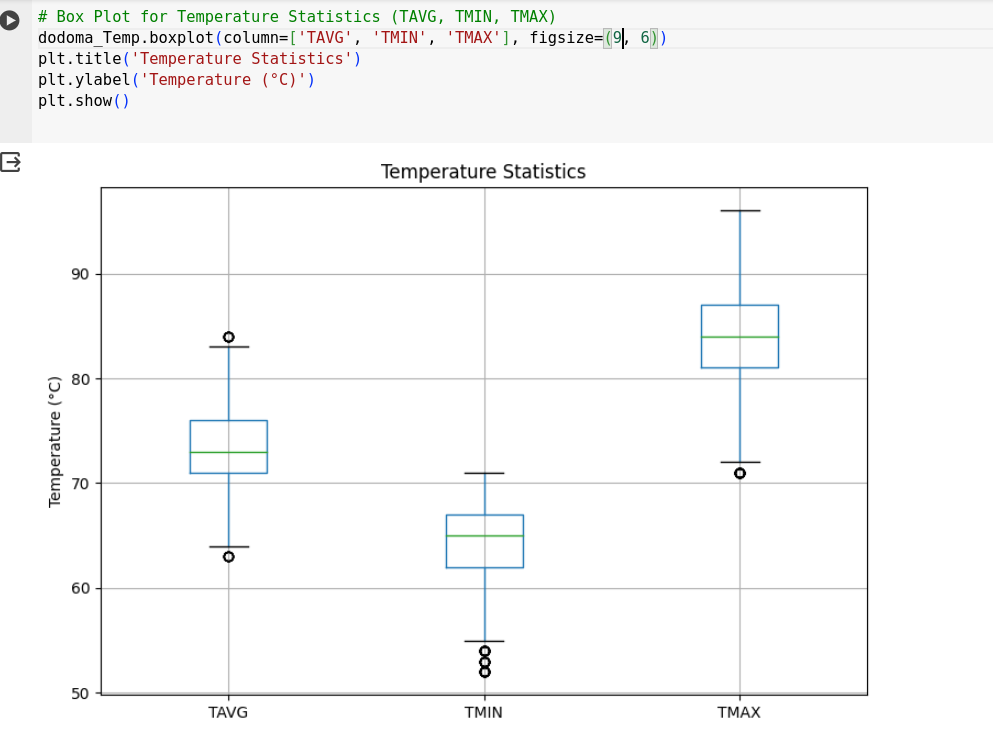 # Box Plot for Temperature Statistics (TAVG, TMIN, TMAX)
dodoma_Temp.boxplot(column=['TAVG', 'TMIN', 'TMAX'], figsize=(9, 6))
plt.title('Temperature Statistics')
plt.ylabel('Temperature (°C)')
plt.show()
Temperature Statistics
Temperature (°C)
90
80
70
60
50
TAVG TMIN TMAX